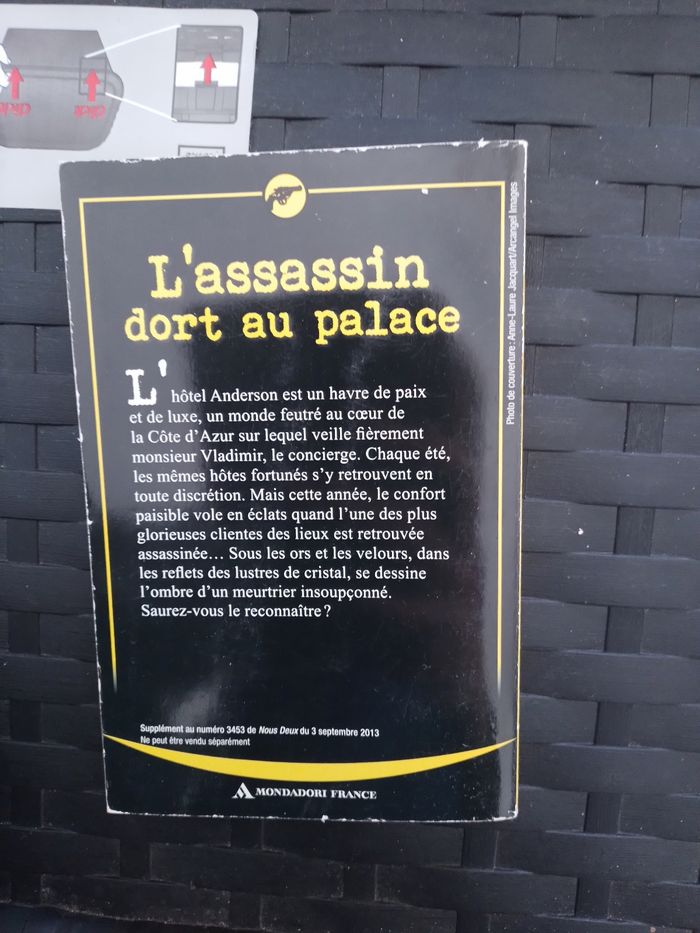 click
click
L'assassin
dort au palace
L'hôtel Anderson est un havre de paix
et de luxe, un monde feutré au cœur de
la Côte d'Azur sur lequel veille fièrement
monsieur Vladimir, le concierge. Chaque été,
les mêmes hôtes fortunés s'y retrouvent en
toute discrétion. Mais cette année, le confort
paisible vole en éclats quand l'une des plus
glorieuses clientes des lieux est retrouvée
assassinée... Sous les ors et les velours, dans
les reflets des lustres de cristal, se dessine
l'ombre d'un meurtrier insoupçonné.
Saurez-vous le reconnaître ?
Supplément au numéro 3453 de Nous Deux du 3 septembre 2013
Ne peut être vendu séparément
MONDADORI FRANCE
Photo de couverture : Anne-Laure Jacquart/Arcangel Images